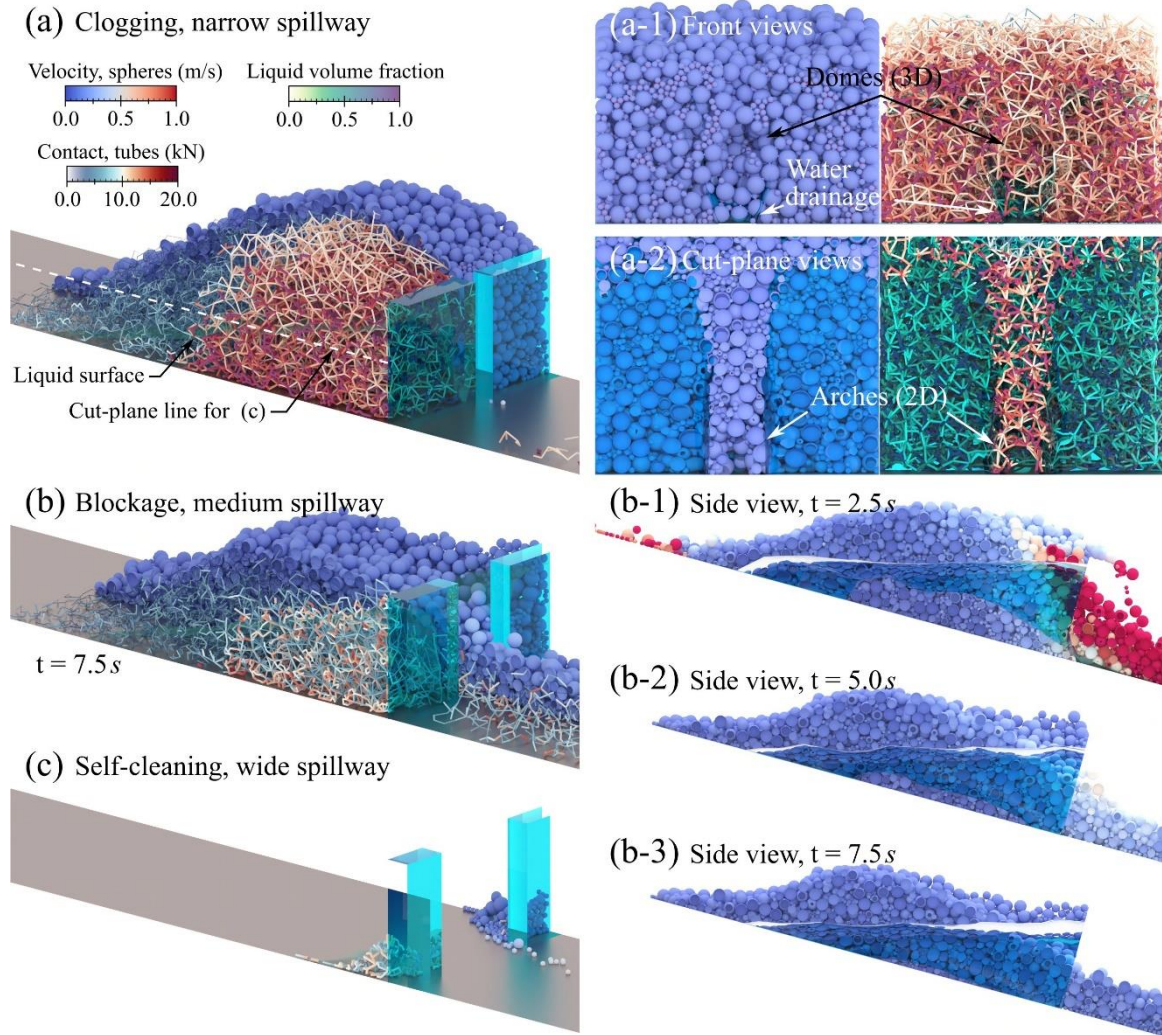 (a) Clogging, narrow spillway
Velocity, spheres (m/s)
0.0 0.5 1.0
Liquid volume fraction
0.0 1.0
Contact, tubes (kN)
0.0 10.0 20.0
Liquid surface
Cut-plane line for (c)
(a-1) Front views
Domes (3D)
Water
drainage
(a-2) Cut-plane views
Arches (2D)
(b) Blockage, medium spillway
t = 7.5s
(b-1) Side view, t = 2.5s
(b-2) Side view, t = 5.0s
(b-3) Side view, t = 7.5s
(c) Self-cleaning, wide spillway